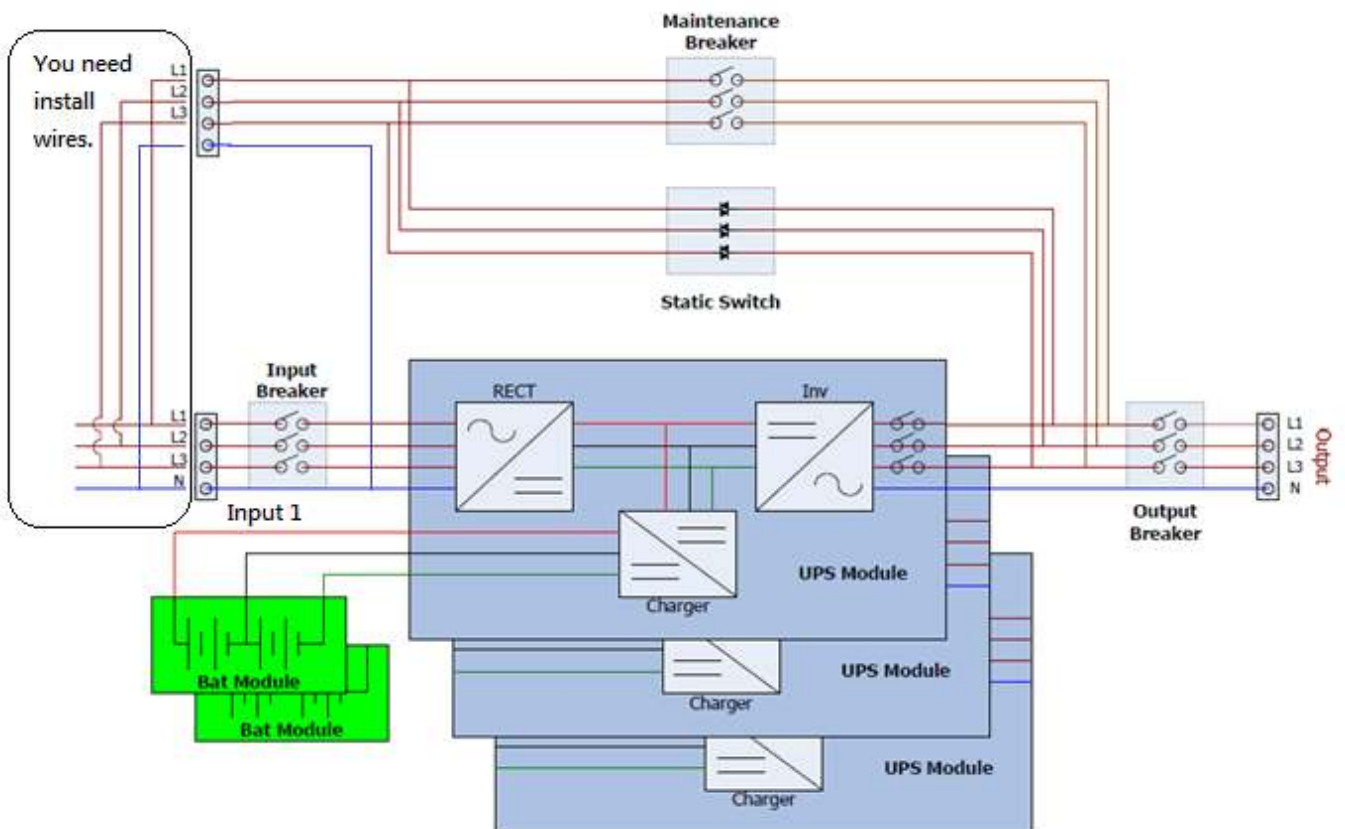 Maintenance
Breaker
You need
install
wires.
L1
L2
L3
Static Switch
Input
Breaker
RECT
Inv
L1
L2
L3
N
L1
L2
L3
N
Output
Input 1
Output
Breaker
UPS Module
Charger
Bat Module
UPS Module
Charger
Bat Module
UPS Module
Charger